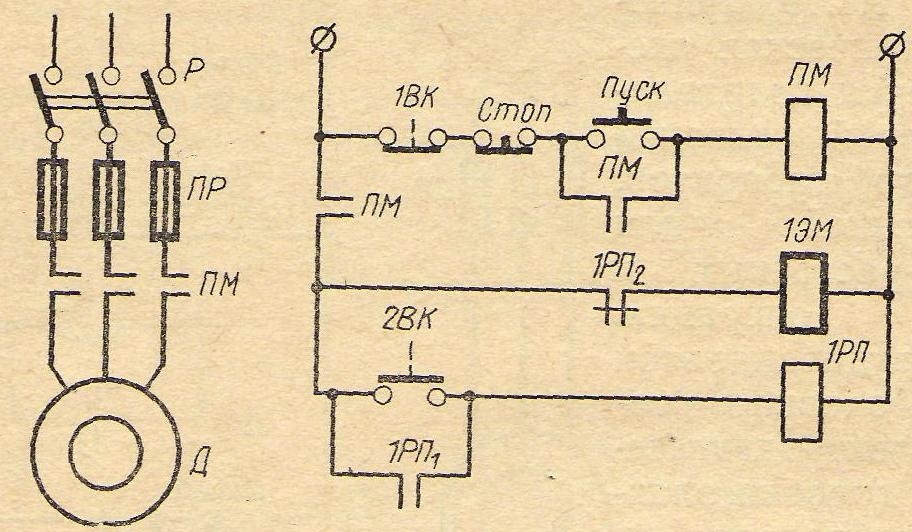 Р
ПР
ПМ
Д
1ВК
Стоп
Пуск
ПМ
ПМ
ПМ
1РП2
1ЭМ
2ВК
1РП
1РП1